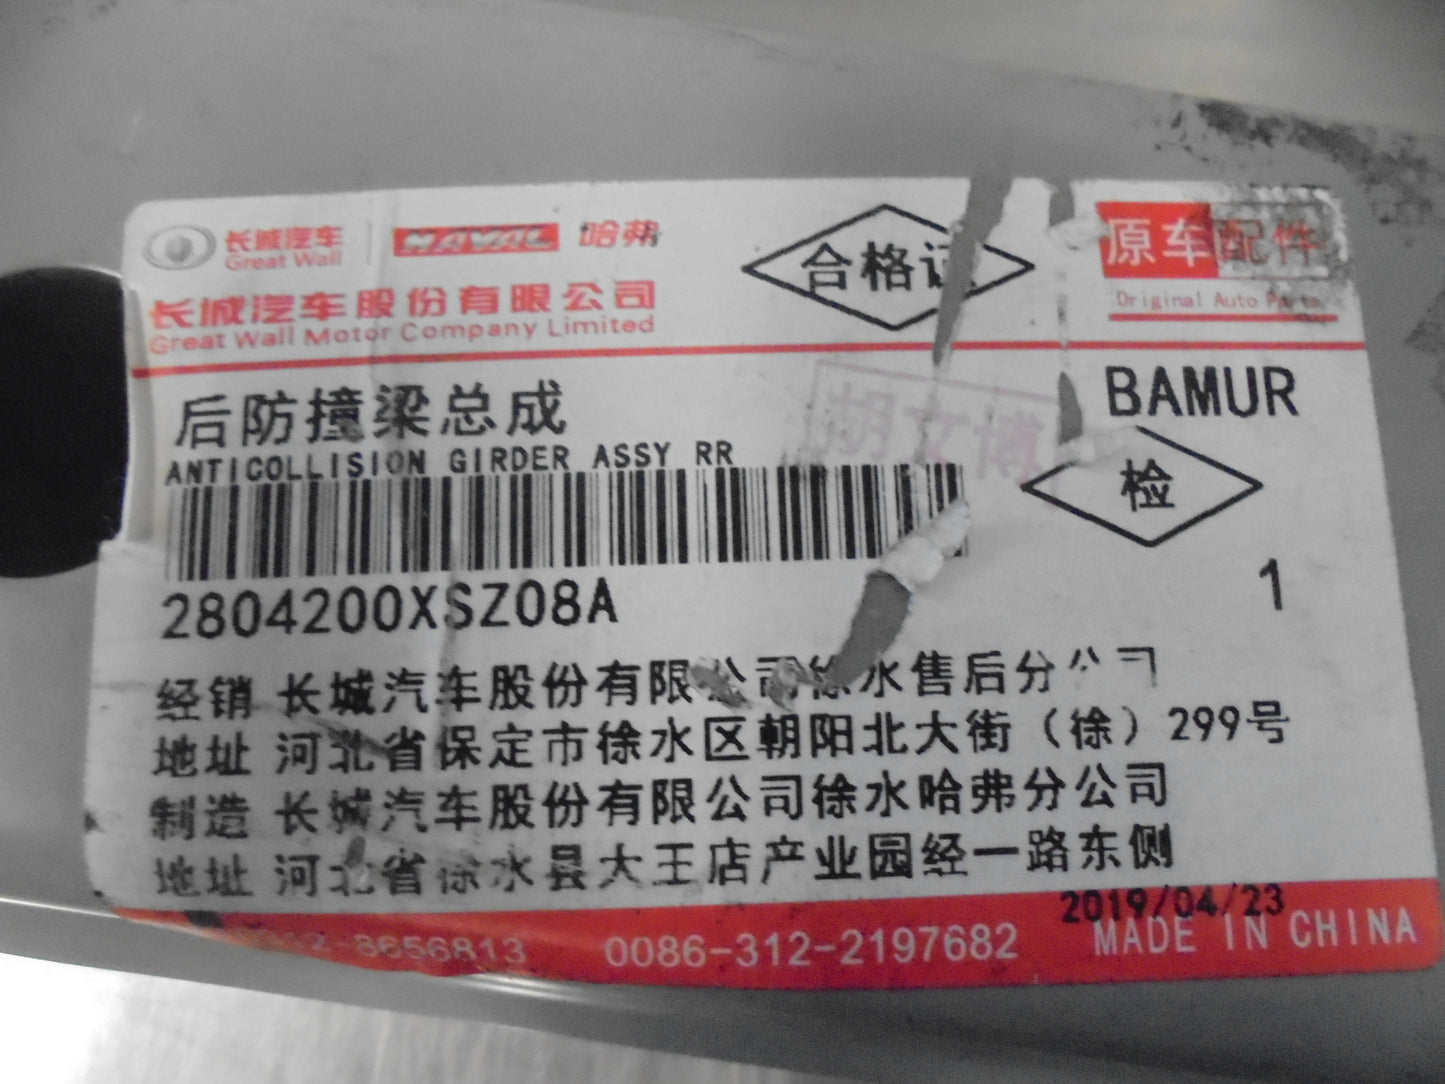 长城汽车
Great Wall
HAVAL 哈弗
合格证
原车配件
Original Auto Parts
长城汽车股份有限公司
Great Wall Motor Company Limited
后防撞梁总成
ANTICOLLISION GIRDER ASSY RR
胡文博
BAMUR
检
2804200XSZ08A
1
经销 长城汽车股份有限公司徐水售后分公司
地址 河北省保定市徐水区朝阳北大街（徐）299号
制造 长城汽车股份有限公司徐水哈弗分公司
地址 河北省徐水县大王店产业园经一路东侧
2019/04/23
-8656813 0086-312-2197682 MADE IN CHINA